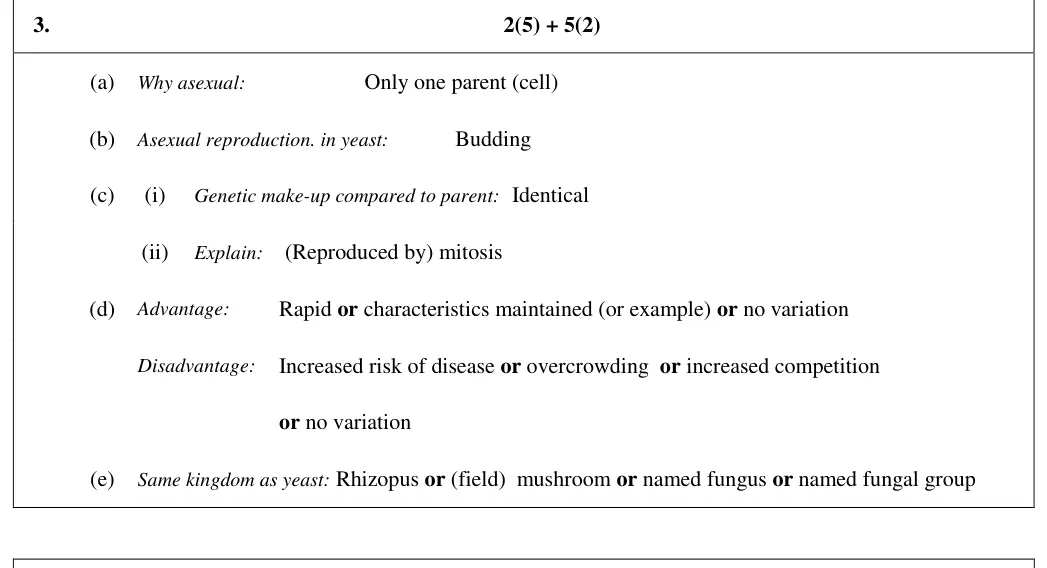 3. 2(5) + 5(2)
(a) Why asexual: Only one parent (cell)
(b) Asexual reproduction. in yeast: Budding
(c) (i) Genetic make-up compared to parent: Identical
(ii) Explain: (Reproduced by) mitosis
(d) Advantage: Rapid or characteristics maintained (or example) or no variation
Disadvantage: Increased risk of disease or overcrowding or increased competition
or no variation
(e) Same kingdom as yeast: Rhizopus or (field) mushroom or named fungus or named fungal group